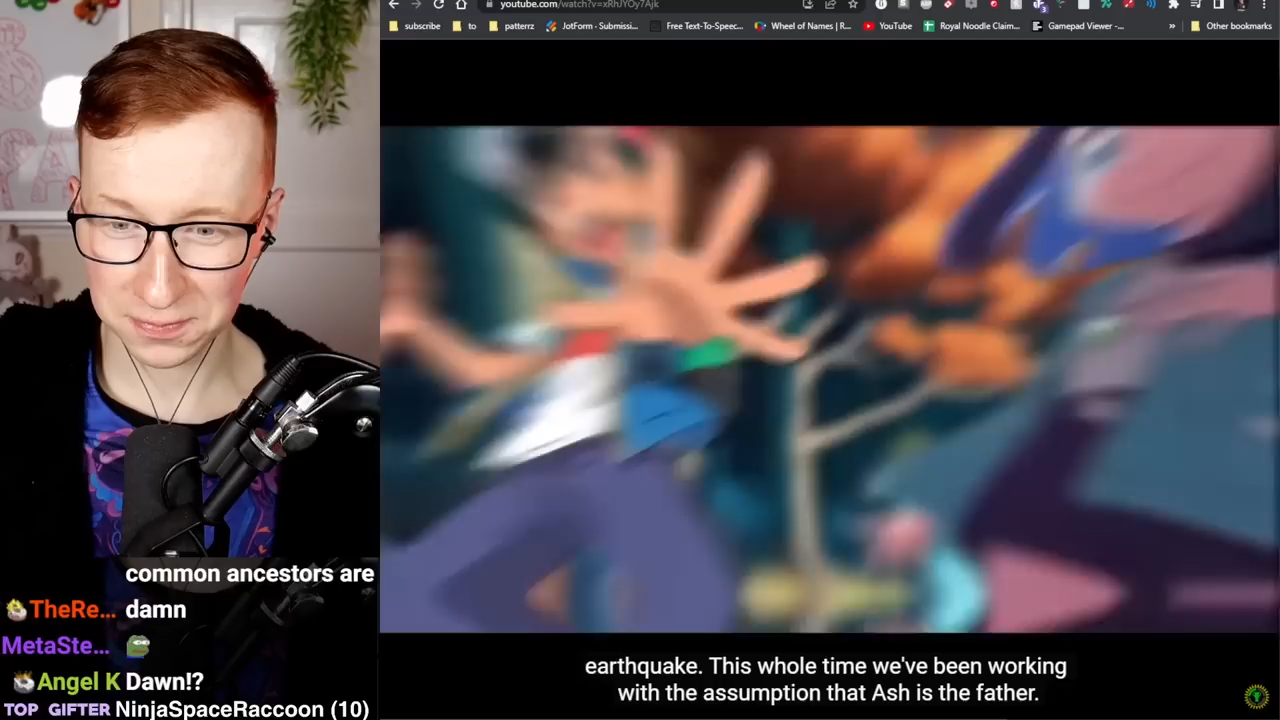 youtube.com/watch?v=xRhJYOy7Ajk
subscribe to patterrz JotForm - Submissi... Free Text-To-Speec... Wheel of Names | R... YouTube Royal Noodle Claim... Gamepad Viewer -... » Other bookmarks
common ancestors are
TheRe... damn
MetaSte...
Angel K Dawn!?
TOP GIFTER NinjaSpaceRaccoon (10)
earthquake. This whole time we've been working
with the assumption that Ash is the father.